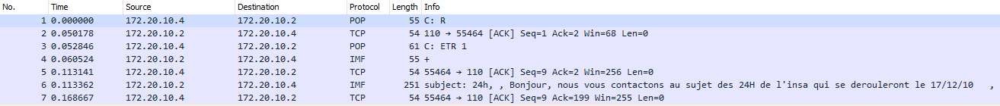 No. Time Source Destination Protocol Length Info
1 0.000000 172.20.10.4 172.20.10.2 POP 55 C: R
2 0.050178 172.20.10.2 172.20.10.4 TCP 54 110 → 55464 [ACK] Seq=1 Ack=2 Win=68 Len=0
3 0.052846 172.20.10.4 172.20.10.2 POP 61 C: ETR 1
4 0.060524 172.20.10.2 172.20.10.4 IMF 55 +
5 0.113141 172.20.10.4 172.20.10.2 TCP 54 55464 → 110 [ACK] Seq=9 Ack=2 Win=256 Len=0
6 0.113362 172.20.10.2 172.20.10.4 IMF 251 subject: 24h, , Bonjour, nous vous contactons au sujet des 24H de l'insa qui se derouleront le 17/12/10 ,
7 0.168667 172.20.10.4 172.20.10.2 TCP 54 55464 → 110 [ACK] Seq=9 Ack=199 Win=255 Len=0